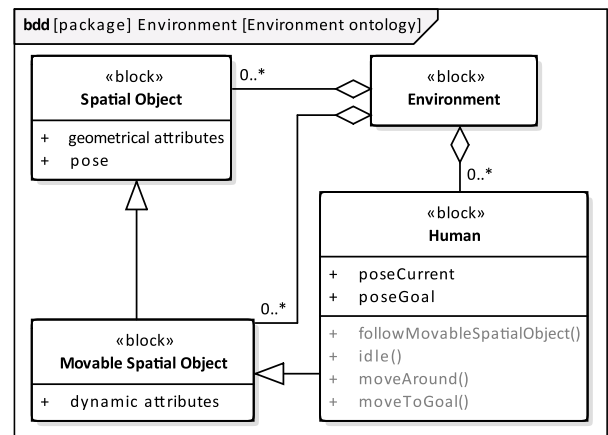 bdd [package] Environment [Environment ontology]
«block»
Spatial Object
+ geometrical attributes
+ pose
0..*
«block»
Environment
0..*
«block»
Human
+ poseCurrent
+ poseGoal
+ followMovableSpatialObject()
+ idle()
+ moveAround()
+ moveToGoal()
0..*
«block»
Movable Spatial Object
+ dynamic attributes